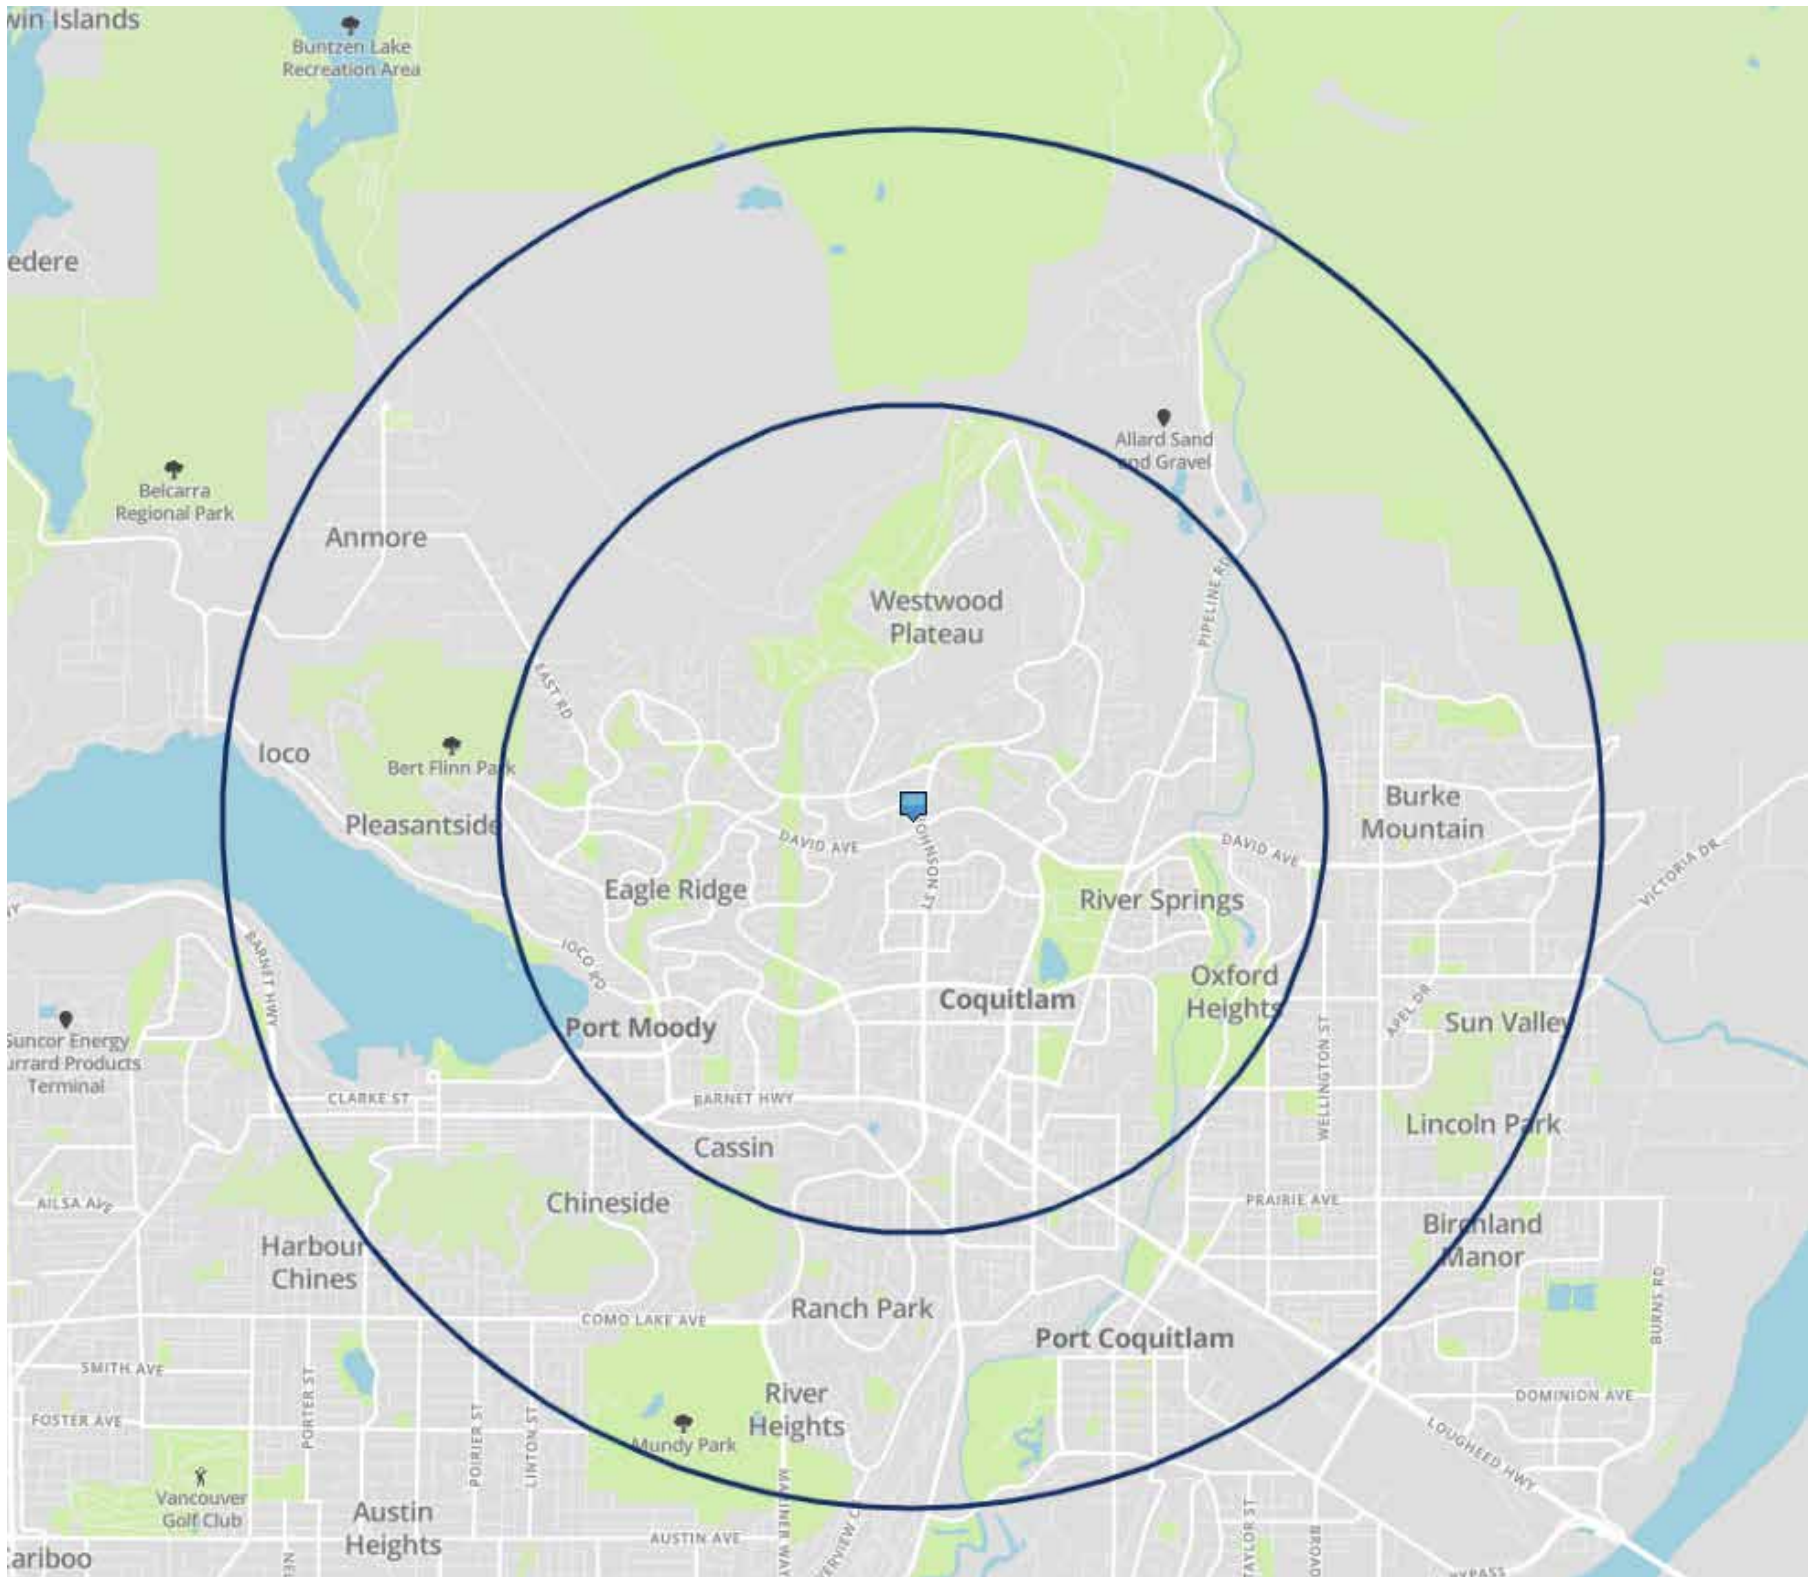 win Islands
Buntzen Lake
Recreation Area
edere
Allard Sand
and Gravel
Belcarra
Regional Park
Anmore
PIPELINE RD
Westwood
Plateau
EAST RD
Ioco
Bert Flinn Park
Pleasantside
Burke
Mountain
DAVID AVE
JOHNSON ST
DAVID AVE
VICTORIA DR
Eagle Ridge
River Springs
BARNET HWY
IOCO RD
Oxford
Heights
Coquitlam
APEL DR
Sun Valley
Port Moody
Suncor Energy
urrard Products
Terminal
WELLINGTON ST
CLARKE ST
BARNET HWY
Lincoln Park
Cassin
AILSA AVE
Chineside
PRAIRIE AVE
Birchland
Manor
Harbour
Chines
BURNS RD
Ranch Park
COMO LAKE AVE
Port Coquitlam
SMITH AVE
PORTER ST
River
Heights
DOMINION AVE
FOSTER AVE
POIRIER ST
LINTON ST
Mundy Park
LOUGHEED HWY
Vancouver
Golf Club
Austin
Heights
MARINER WAY
AUSTIN AVE
TAYLOR ST
ariboo
YPASS